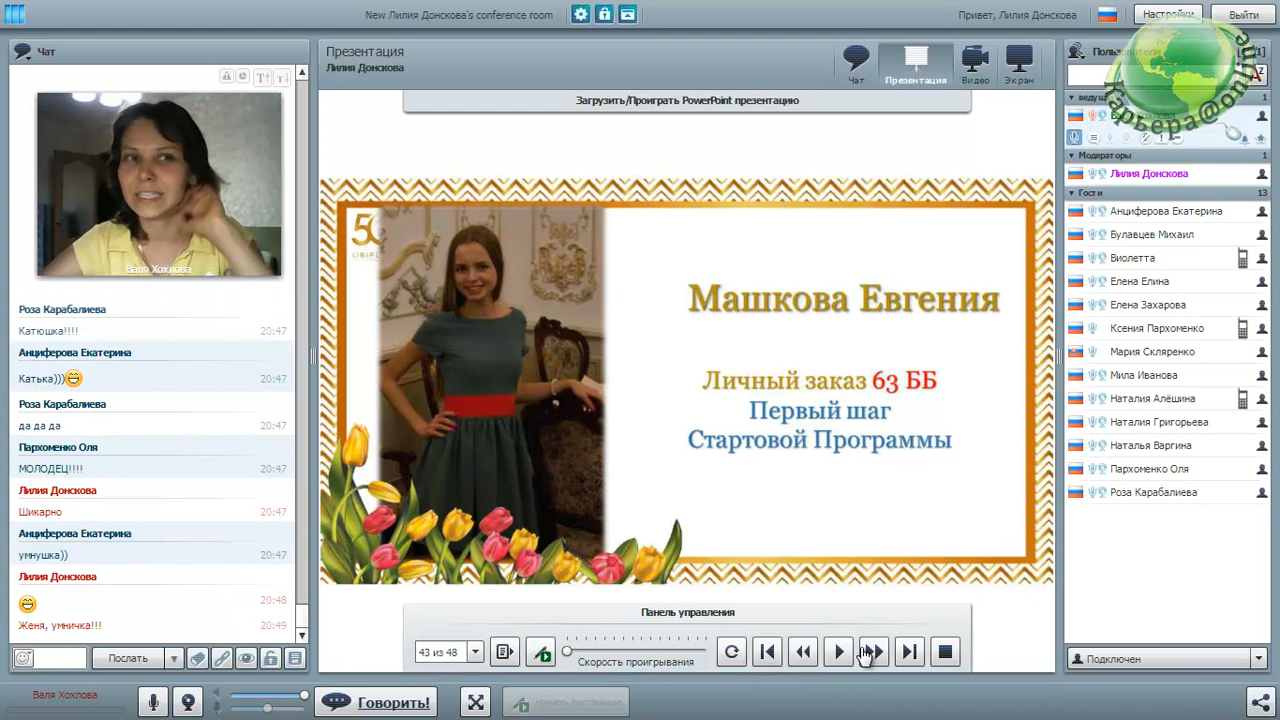 New Лилия Донскова's conference room
Привет, Лилия Донскова
Настройки
Выйти
Чат
Валя Хохлова
Роза Карабалиева
Катюшка!!!!
20:47
Анциферова Екатерина
Катька)))
20:47
Роза Карабалиева
да да да
20:47
Пархоменко Оля
МОЛОДЕЦ!!!!
20:47
Лилия Донскова
Шикарно
20:47
Анциферова Екатерина
умнушка))
20:47
Лилия Донскова
20:48
Женя, умничка!!!
20:49
Послать
Валя Хохлова
Говорить!
Презентация
Лилия Донскова
Чат
Презентация
Видео
Экран
Загрузить/Проиграть PowerPoint презентацию
50
Машкова Евгения
Личный заказ 63 ББ
Первый шаг
Стартовой Программы
Панель управления
43 из 48
Скорость проигрывания
карьера@online
Модераторы
1
Лилия Донскова
Гости
13
Анциферова Екатерина
Булавцев Михаил
Виолетта
Елена Елина
Елена Захарова
Ксения Пархоменко
Мария Скляренко
Мила Иванова
Наталия Алёшина
Наталия Григорьева
Наталья Варгина
Пархоменко Оля
Роза Карабалиева
Подключен